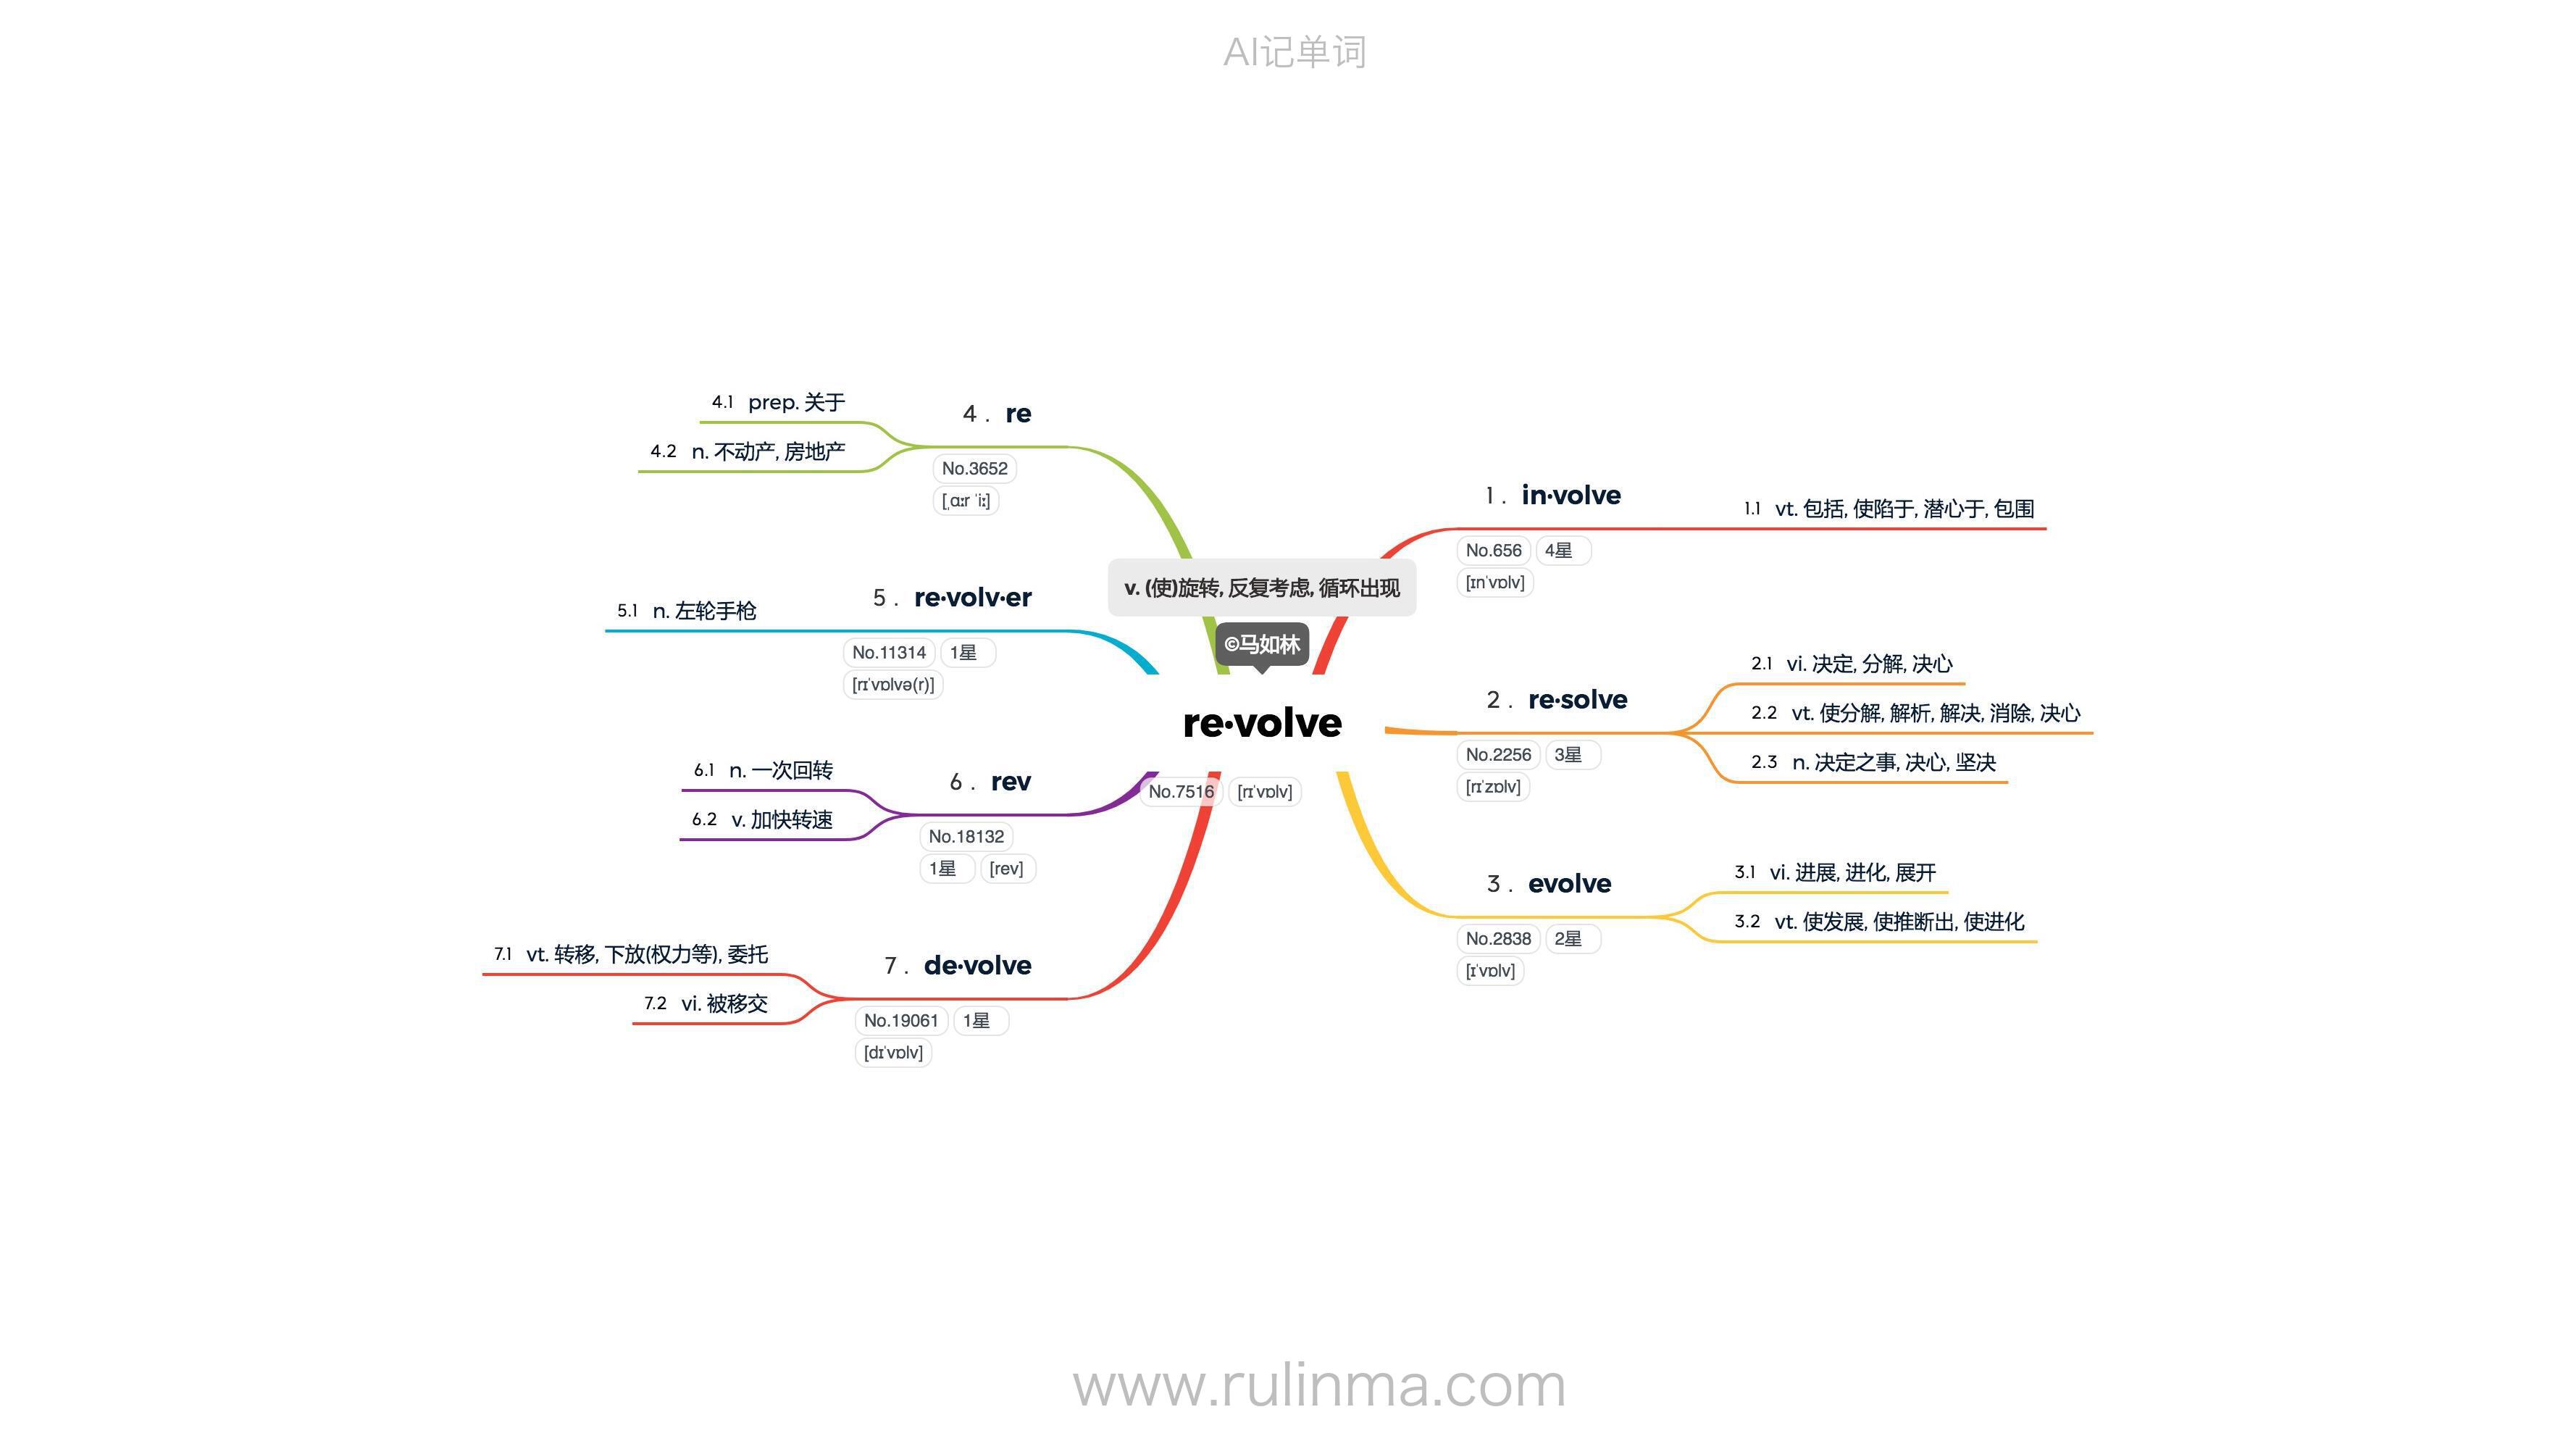 AI记单词
v. (使)旋转, 反复考虑, 循环出现
©马如林
re·volve
No.7516 [rɪˈvɒlv]
1 . in·volve
No.656 4星
[ɪnˈvɒlv]
1.1 vt. 包括, 使陷于, 潜心于, 包围
2 . re·solve
No.2256 3星
[rɪˈzɒlv]
2.1 vi. 决定, 分解, 决心
2.2 vt. 使分解, 解析, 解决, 消除, 决心
2.3 n. 决定之事, 决心, 坚决
3 . evolve
No.2838 2星
[ɪˈvɒlv]
3.1 vi. 进展, 进化, 展开
3.2 vt. 使发展, 使推断出, 使进化
4 . re
No.3652
[ˌɑːr ˈiː]
4.1 prep. 关于
4.2 n. 不动产, 房地产
5 . re·volv·er
No.11314 1星
[rɪˈvɒlvə(r)]
5.1 n. 左轮手枪
6 . rev
No.18132
1星 [rev]
6.1 n. 一次回转
6.2 v. 加快转速
7 . de·volve
No.19061 1星
[dɪˈvɒlv]
7.1 vt. 转移, 下放(权力等), 委托
7.2 vi. 被移交
www.rulinma.com